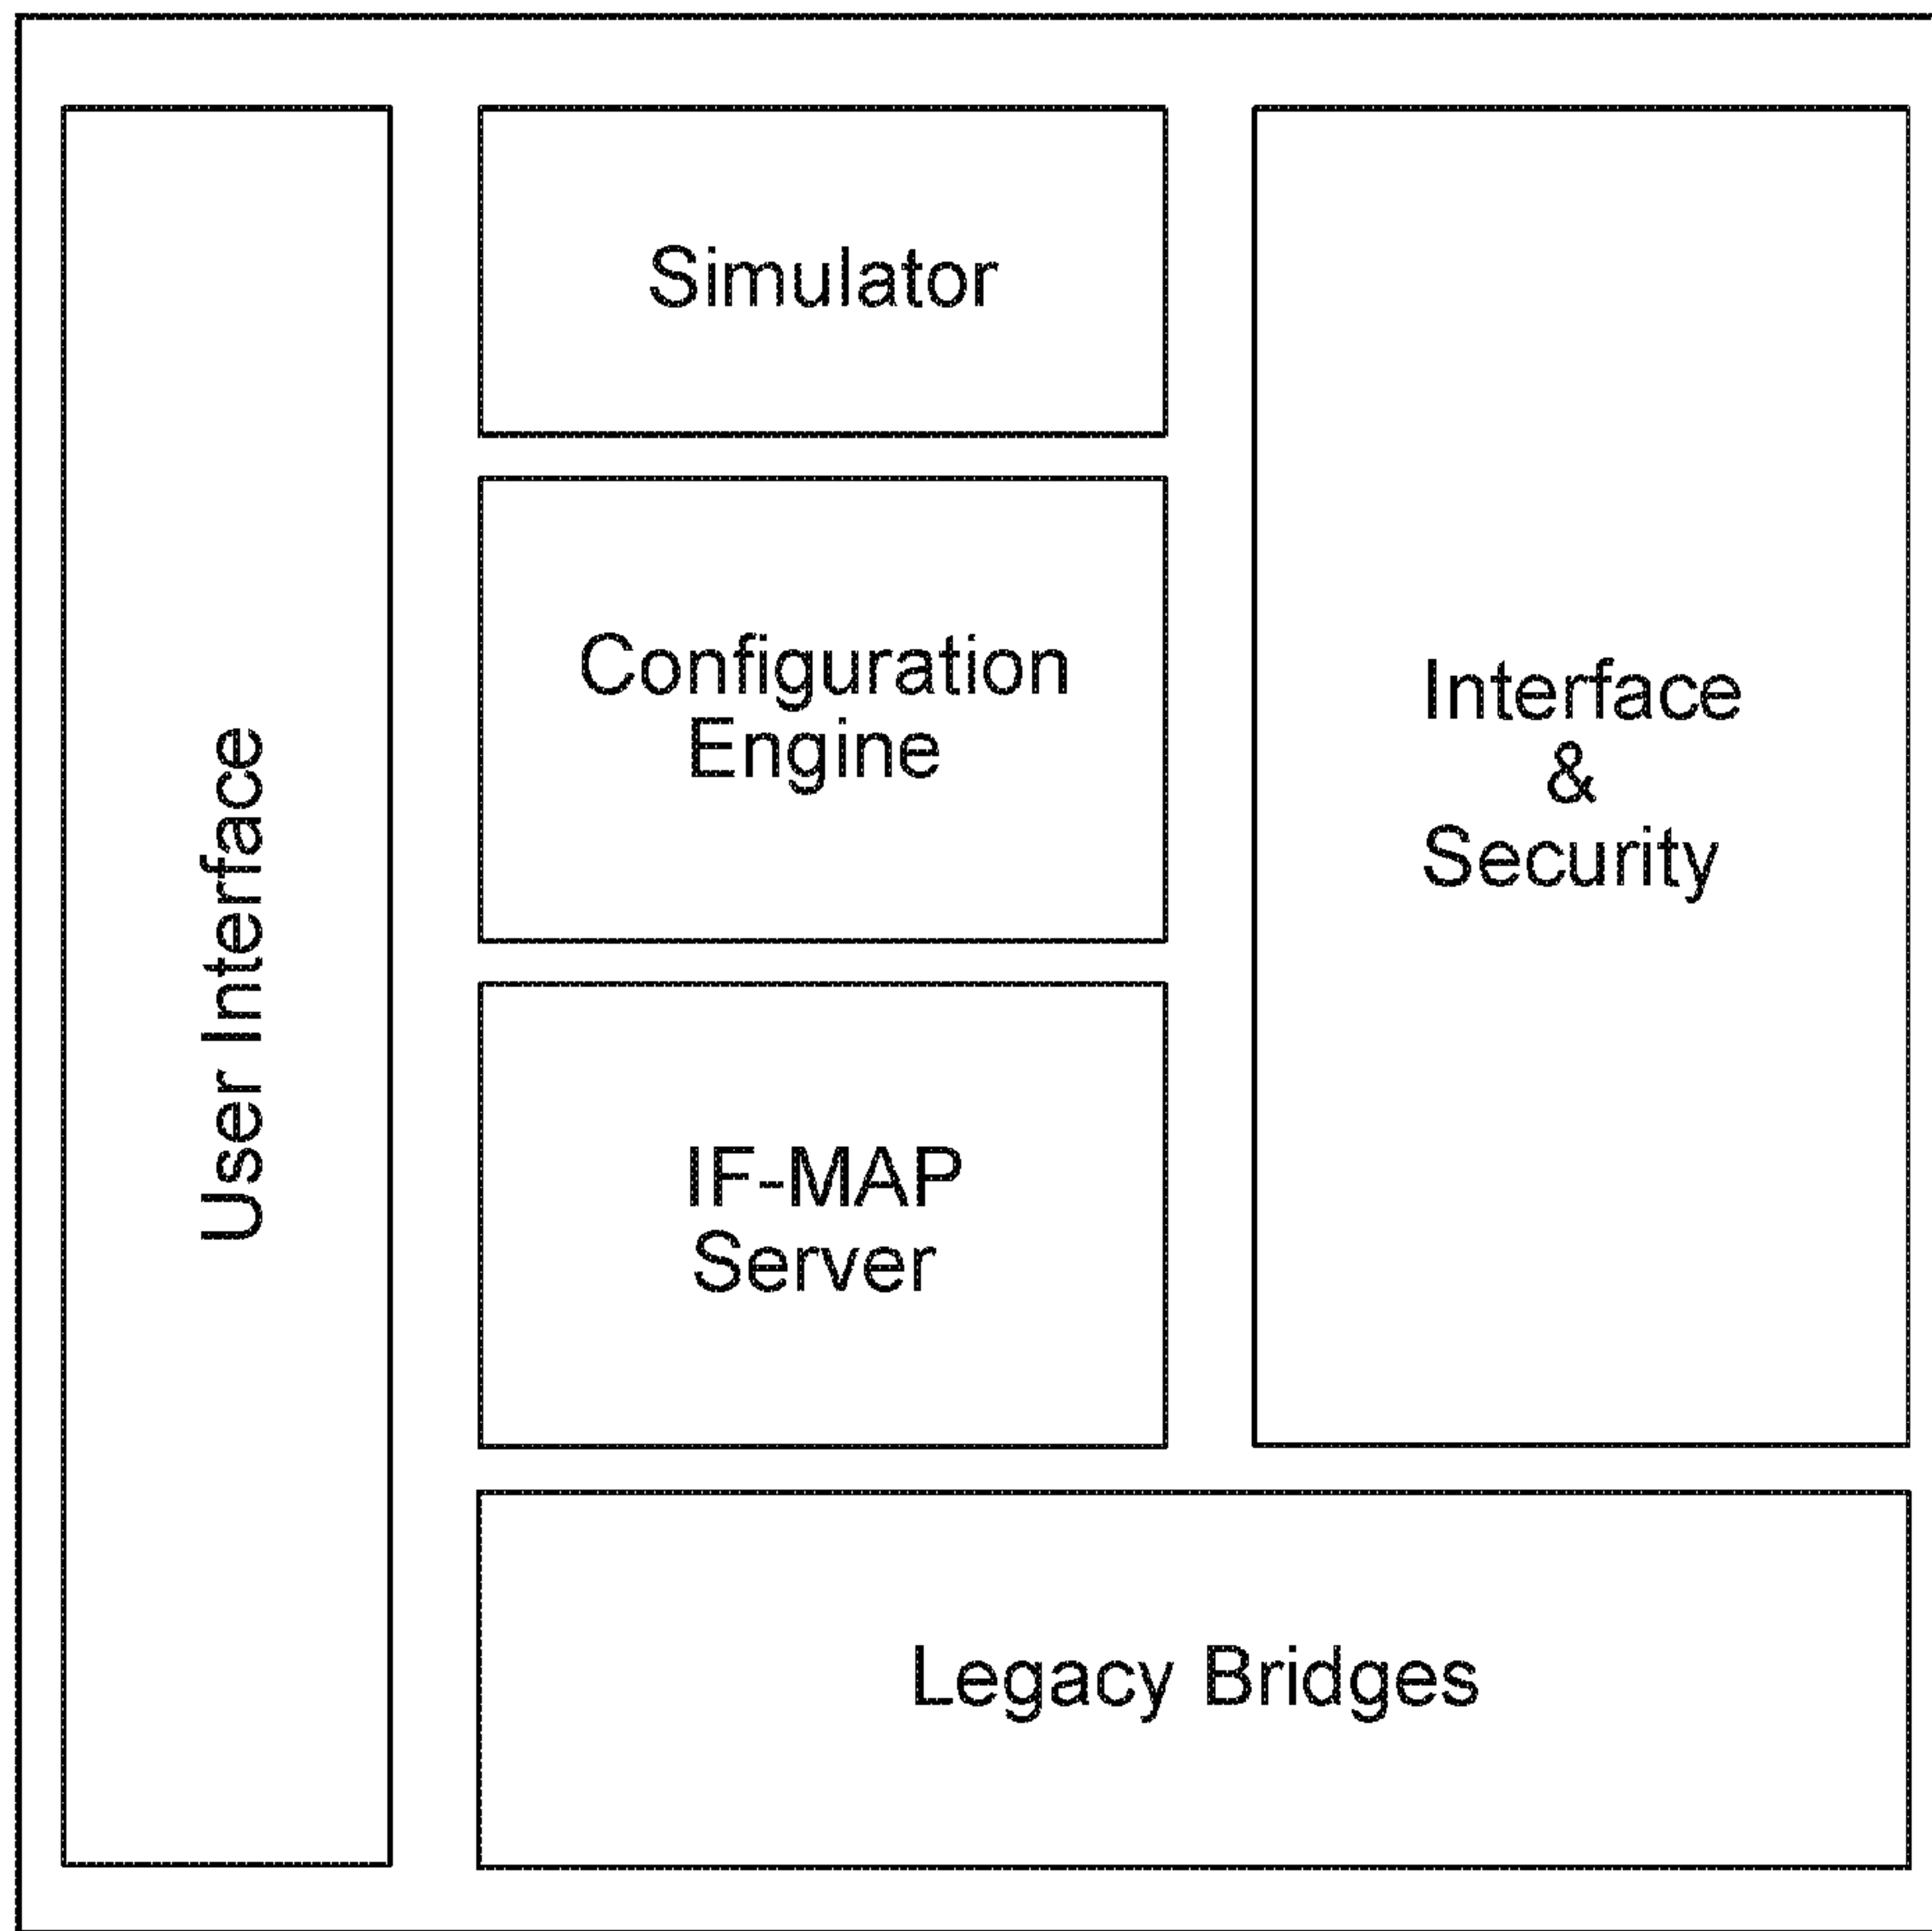 User Interface
Simulator
Configuration
Engine
IF-MAP
Server
Interface
&
Security
Legacy Bridges